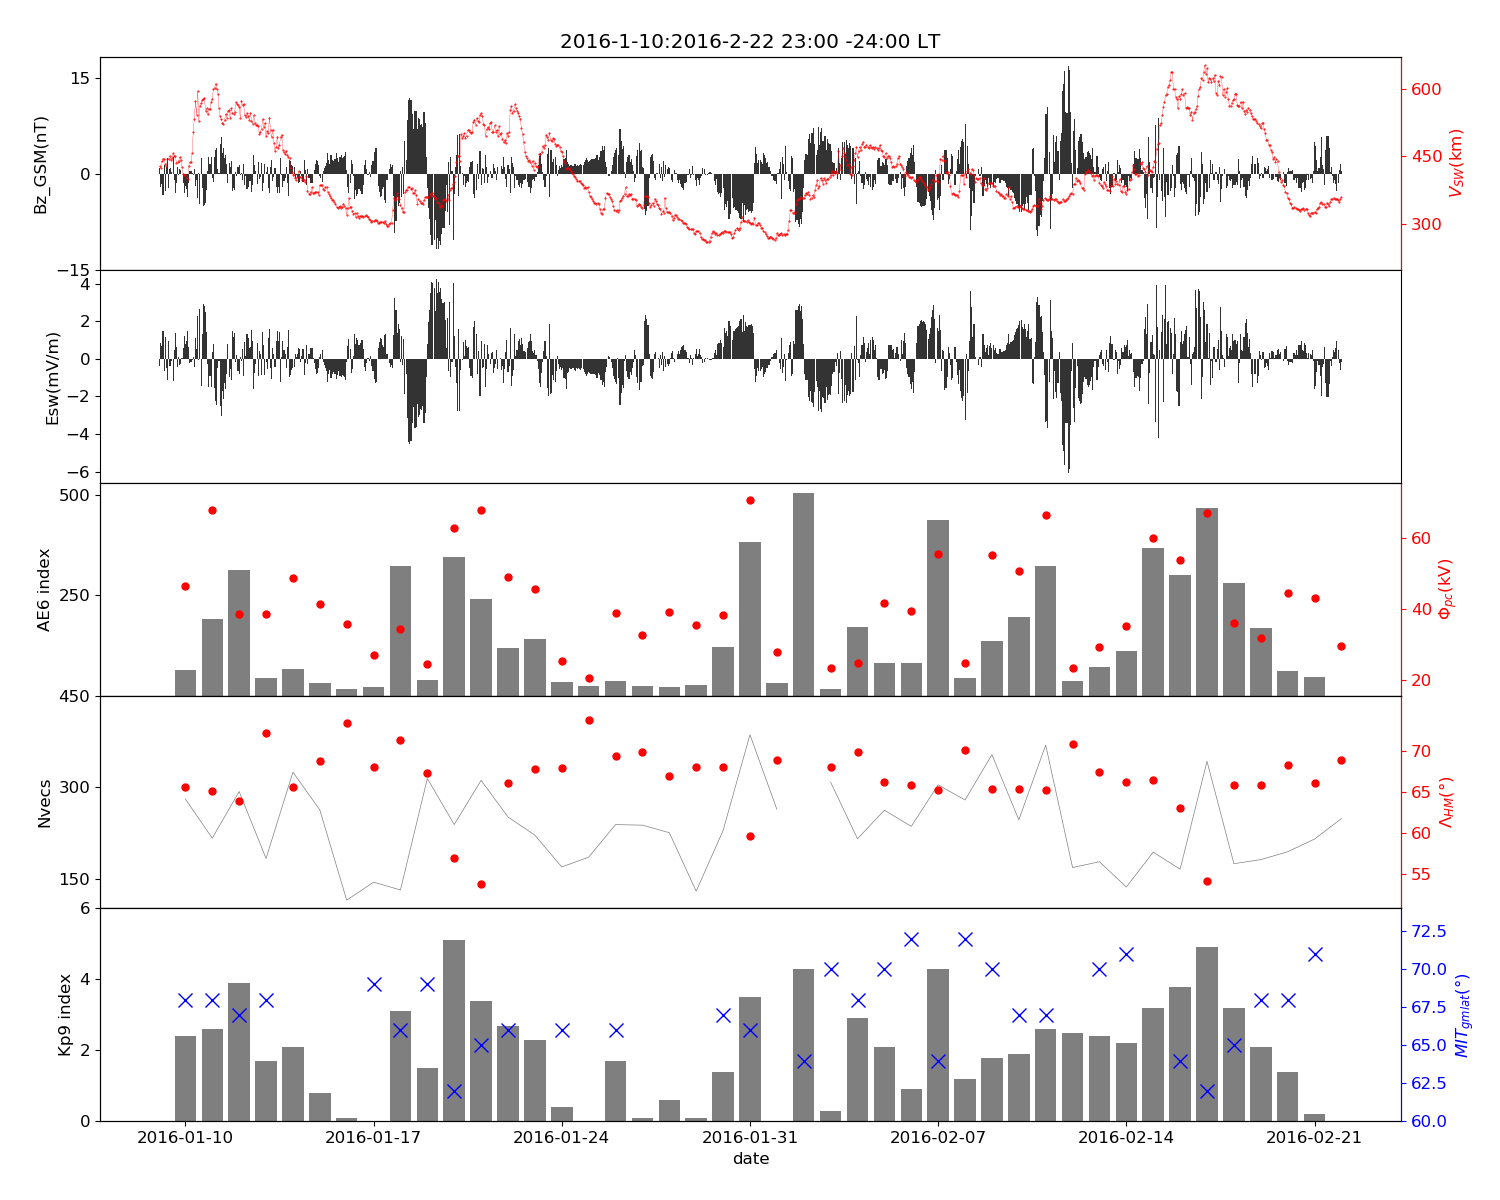 2016-1-10:2016-2-22 23:00 -24:00 LT
Bz_GSM(nT)
15
0
−15
600
450
300
V_SW(km)
Esw(mV/m)
4
2
0
−2
−4
−6
AE6 index
500
250
60
40
20
Φ_pc(kV)
Nvecs
450
300
150
70
65
60
55
Λ_HM(°)
Kp9 index
6
4
2
0
72.5
70.0
67.5
65.0
62.5
60.0
MIT_gmlat(°)
2016-01-10 2016-01-17 2016-01-24 2016-01-31 2016-02-07 2016-02-14 2016-02-21
date